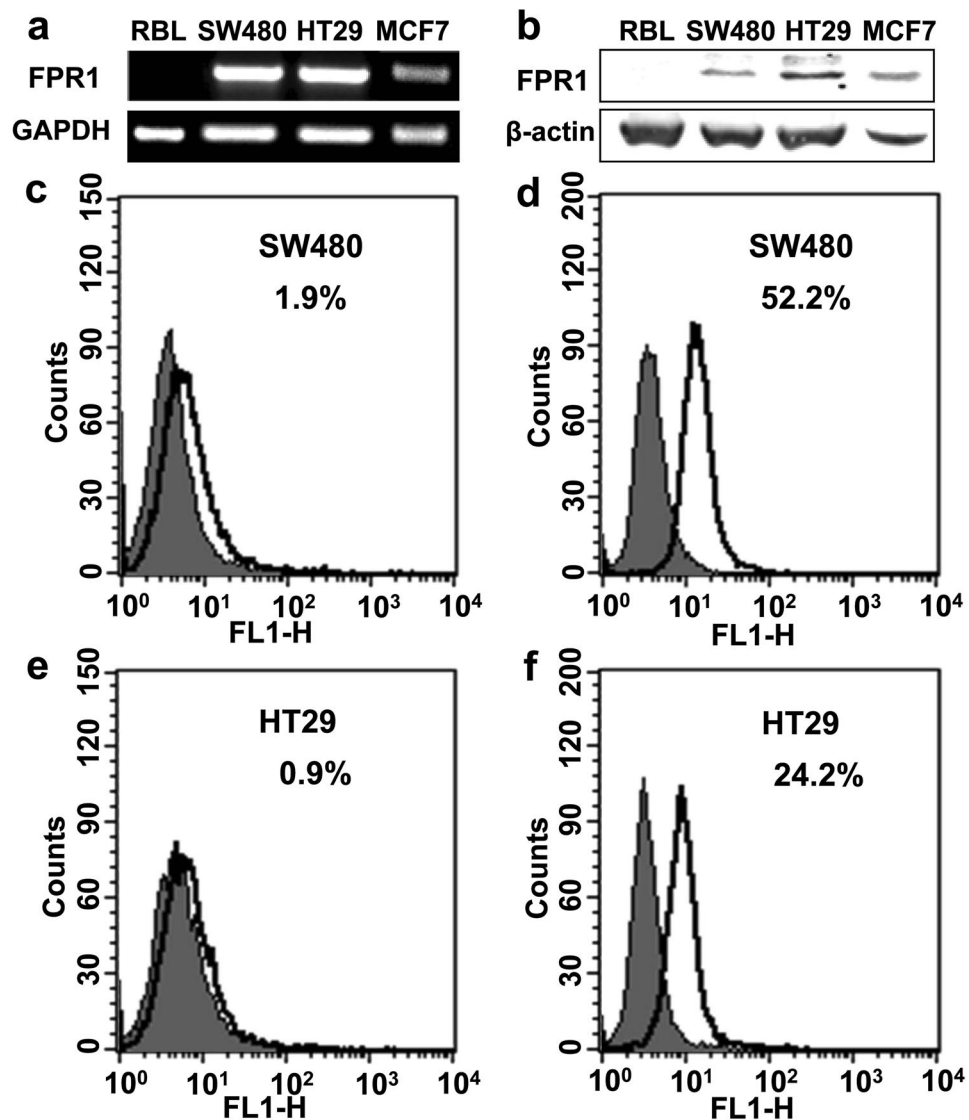 a
RBL SW480 HT29 MCF7
FPR1
GAPDH
b
RBL SW480 HT29 MCF7
FPR1
β-actin
c
150
120
90
60
30
0
Counts
SW480
1.9%
10⁰ 10¹ 10² 10³ 10⁴
FL1-H
d
200
120
90
60
30
0
Counts
SW480
52.2%
10⁰ 10¹ 10² 10³ 10⁴
FL1-H
e
150
120
90
60
30
0
Counts
HT29
0.9%
10⁰ 10¹ 10² 10³ 10⁴
FL1-H
f
200
120
90
60
30
0
Counts
HT29
24.2%
10⁰ 10¹ 10² 10³ 10⁴
FL1-H